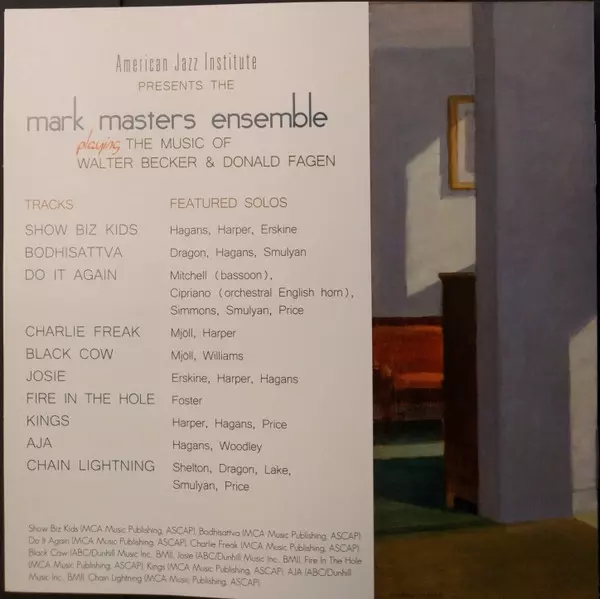 American Jazz Institute
PRESENTS THE
mark masters ensemble
playing THE MUSIC OF
WALTER BECKER & DONALD FAGEN
TRACKS FEATURED SOLOS
SHOW BIZ KIDS Hagans, Harper, Erskine
BODHISATTVA Dragon, Hagans, Smulyan
DO IT AGAIN Mitchell (bassoon),
Cipriano (orchestral English horn),
Simmons, Smulyan, Price
CHARLIE FREAK Mjöll, Harper
BLACK COW Mjöll, Williams
JOSIE Erskine, Harper, Hagans
FIRE IN THE HOLE Foster
KINGS Harper, Hagans, Price
AJA Hagans, Woodley
CHAIN LIGHTNING Shelton, Dragon, Lake,
Smulyan, Price
Show Biz Kids (MCA Music Publishing, ASCAP), Bodhisattva (MCA Music Publishing, ASCAP)
Do It Again (MCA Music Publishing, ASCAP), Charlie Freak (MCA Music Publishing, ASCAP)
Black Cow (ABC/Dunhill Music Inc. BMI), Josie (ABC/Dunhill Music Inc., BMI), Fire In The Hole
(MCA Music Publishing, ASCAP), Kings (MCA Music Publishing, ASCAP), AJA (ABC/Dunhill
Music Inc., BMI), Chain Lightning (MCA Music Publishing, ASCAP)